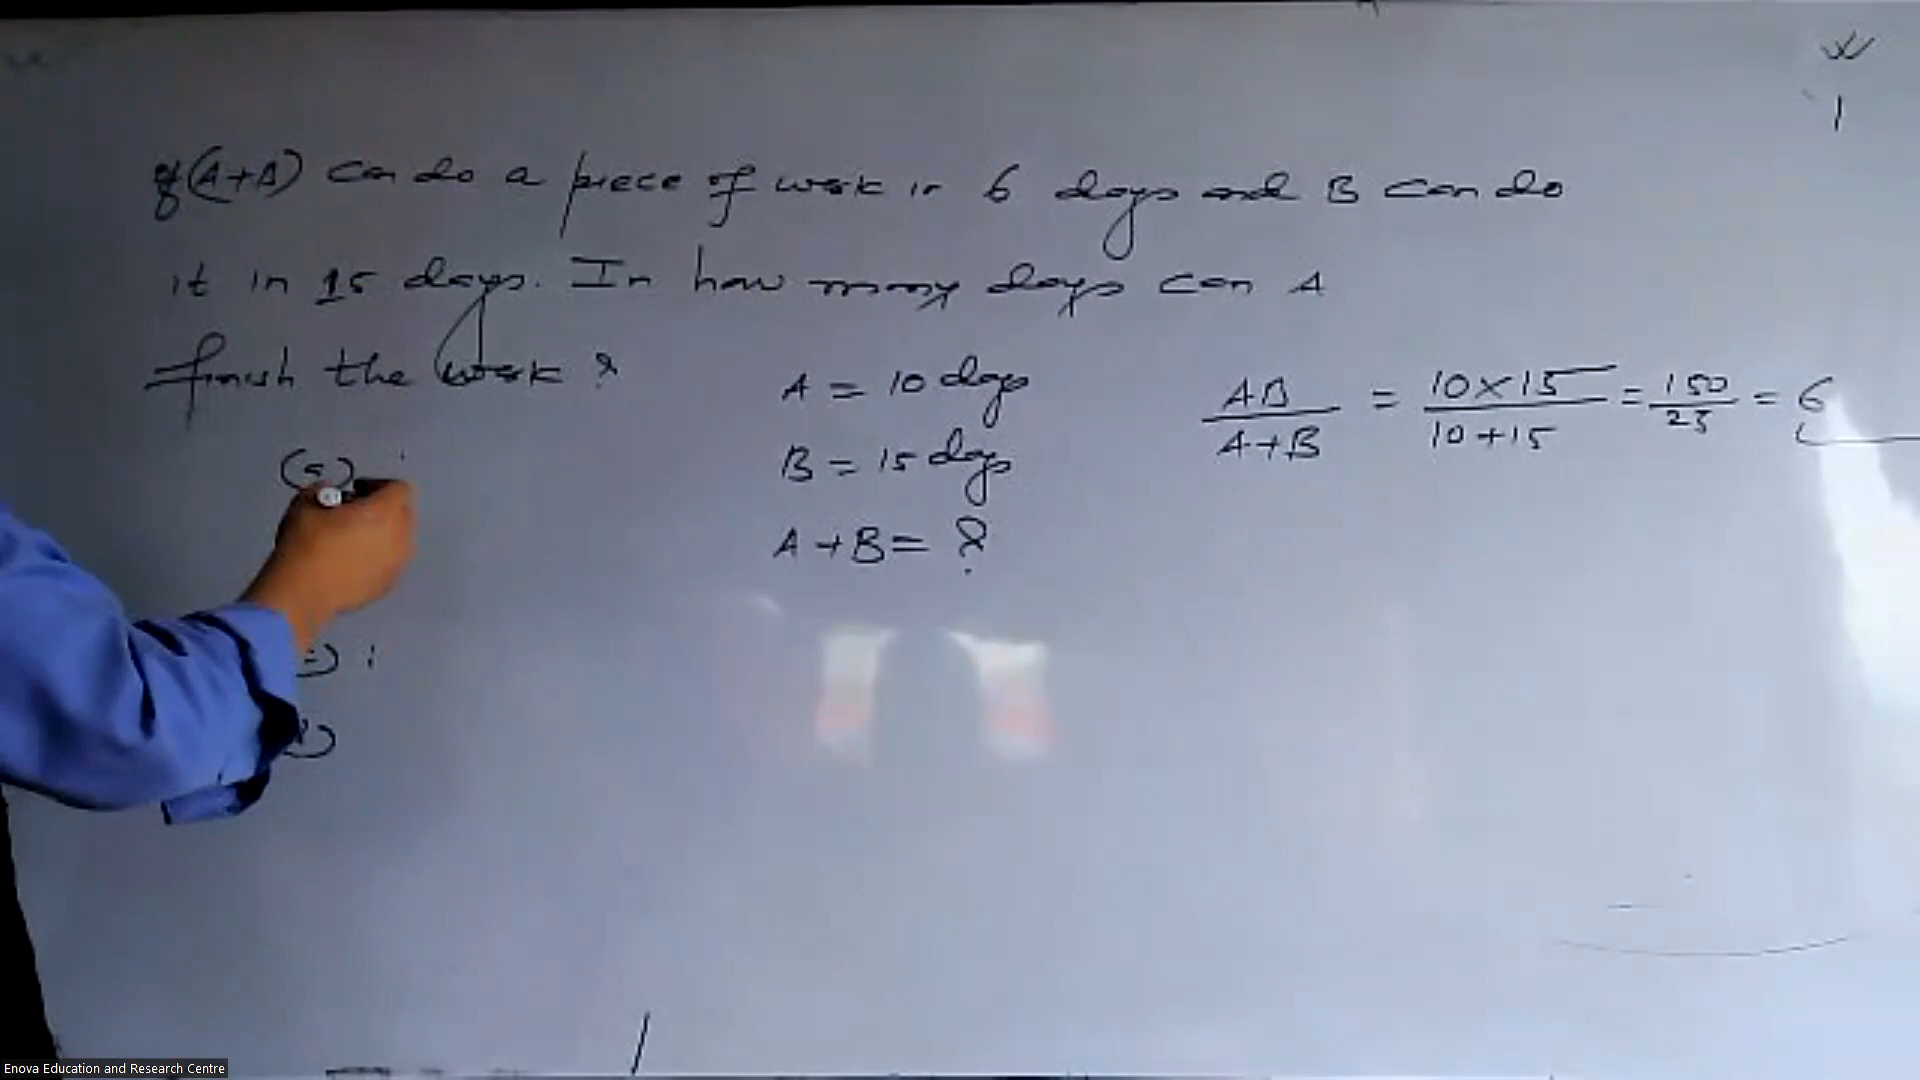 If (A+B) can do a piece of work in 6 days and B can do
it in 15 days. In how many days can A
finish the work ?
A = 10 days
B = 15 days
A + B = ?
AB/A+B = 10×15/10+15 = 150/25 = 6
Enova Education and Research Centre